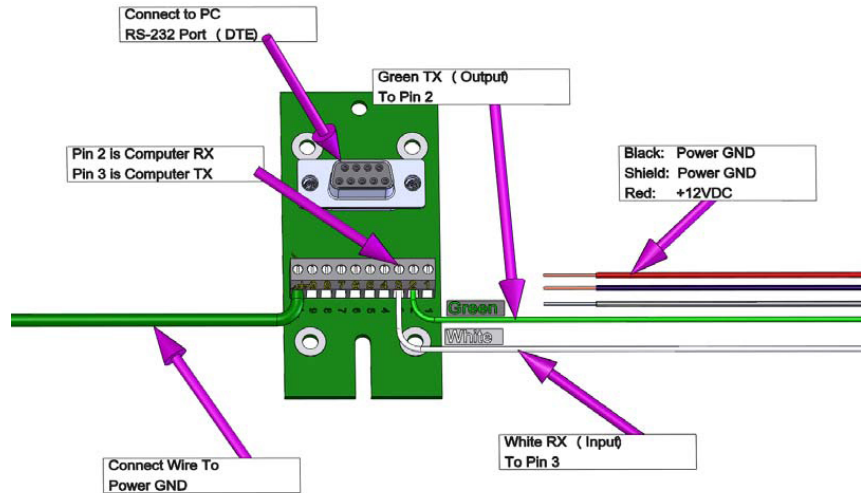 Connect to PC
RS-232 Port ( DTE)
Green TX ( Output)
To Pin 2
Pin 2 is Computer RX
Pin 3 is Computer TX
Black: Power GND
Shield: Power GND
Red: +12VDC
Green
White
White RX ( Input)
To Pin 3
Connect Wire To
Power GND